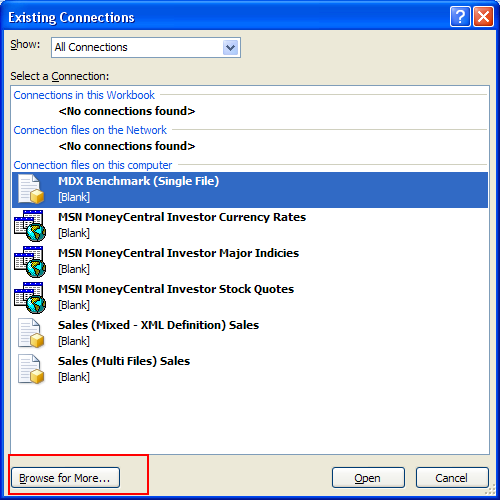 Existing Connections
Show: All Connections
Select a Connection:
Connections in this Workbook
<No connections found>
Connection files on the Network
<No connections found>
Connection files on this computer
MDX Benchmark (Single File)
[Blank]
MSN MoneyCentral Investor Currency Rates
[Blank]
MSN MoneyCentral Investor Major Indicies
[Blank]
MSN MoneyCentral Investor Stock Quotes
[Blank]
Sales (Mixed - XML Definition) Sales
[Blank]
Sales (Multi Files) Sales
[Blank]
Browse for More... Open Cancel